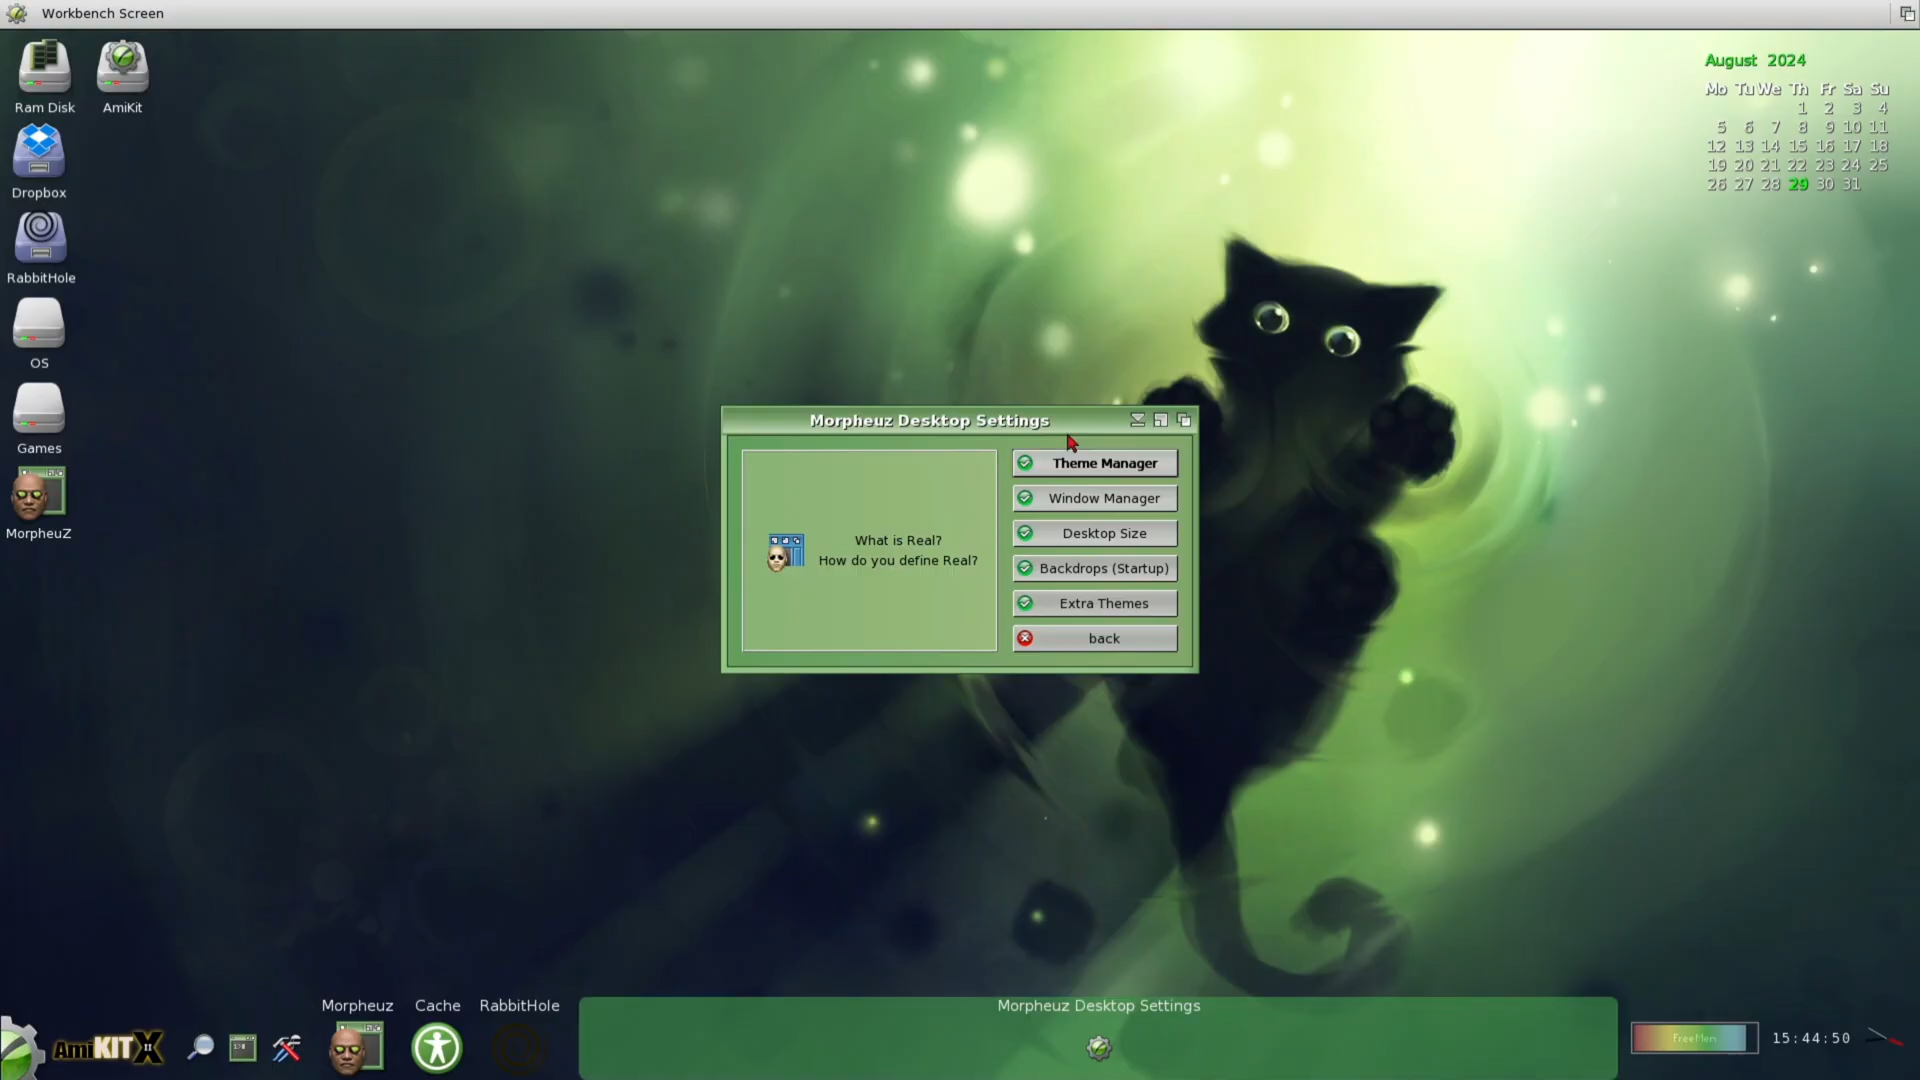 Workbench Screen
Ram Disk
AmiKit
Dropbox
RabbitHole
OS
Games
MorpheuZ
August 2024
Mo Tu We Th Fr Sa Su
1 2 3 4
5 6 7 8 9 10 11
12 13 14 15 16 17 18
19 20 21 22 23 24 25
26 27 28 29 30 31
Morpheuz Desktop Settings
What is Real?
How do you define Real?
Theme Manager
Window Manager
Desktop Size
Backdrops (Startup)
Extra Themes
back
AmiKIT X II
Morpheuz
Cache
RabbitHole
Morpheuz Desktop Settings
FreeMem
15:44:50